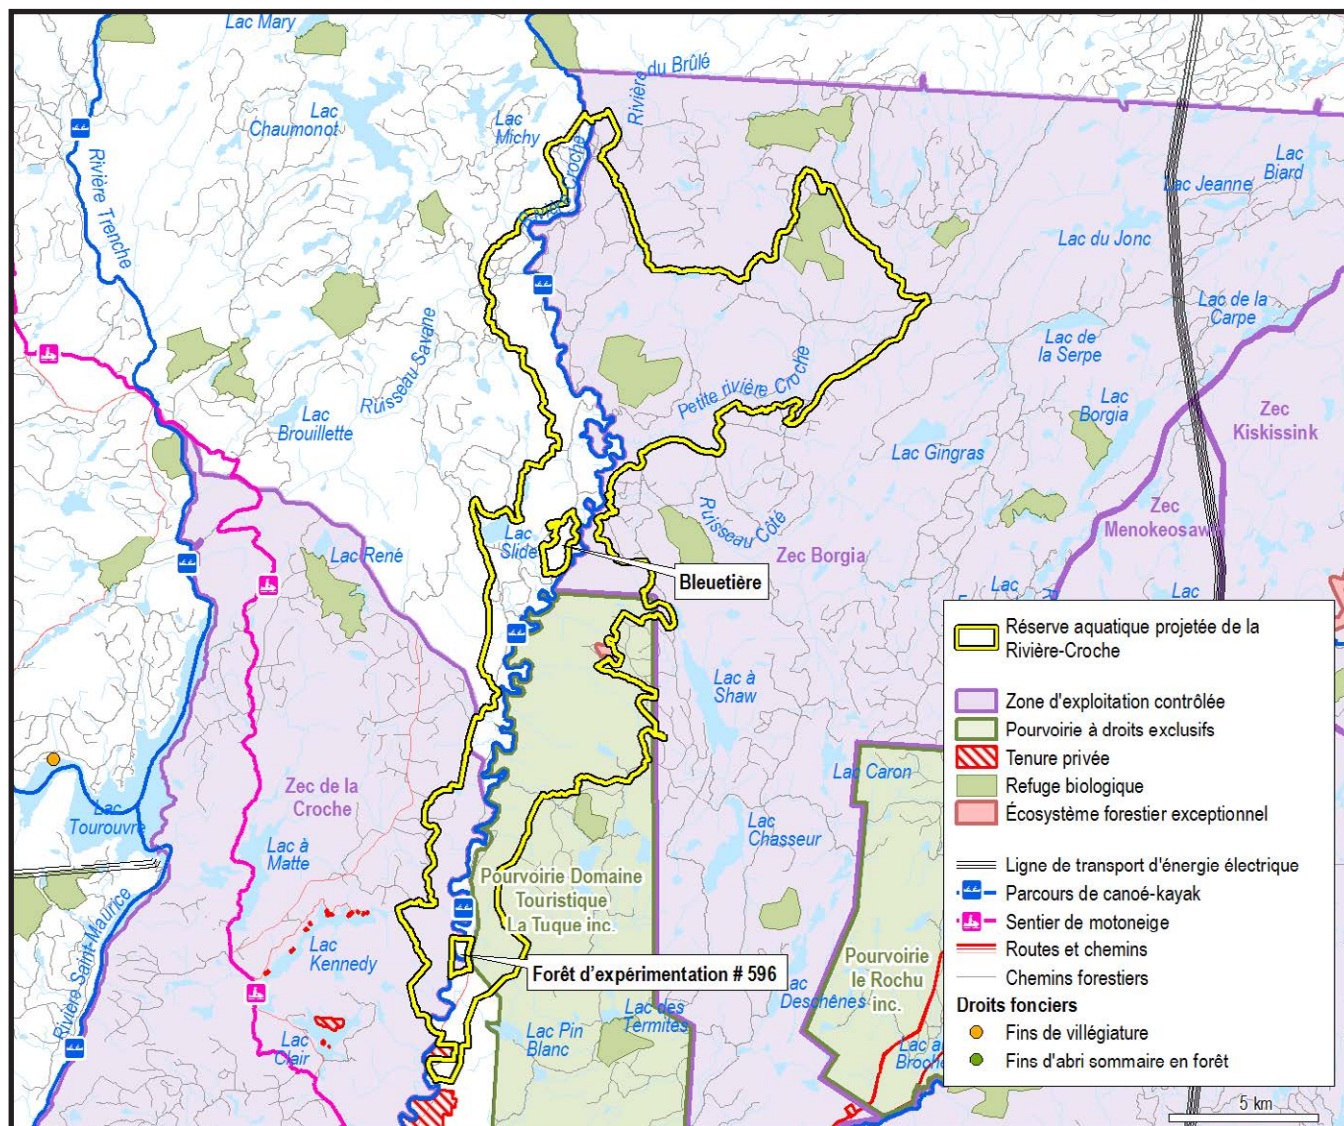 Lac Mary
Rivière du Brûlé
Lac
Chaumonot
Lac
Michy
Rivière Croche
Lac
Biard
Lac Jeanne
Rivière Trenche
Lac du Jonc
Lac de la
Carpe
Ruisseau Savane
Lac de
la Serpe
Petite rivière Croche
Lac
Brouillette
Lac
Borgia
Zec
Kiskissink
Lac Gingras
Zec
Ruisseau Côté
Lac
Slide
Lac René
Zec Borgia
Bleuetière
Lac
Lac
Lac à
Shaw
Zec de la
Croche
Lac Caron
Lac
Tourouvre
Lac
Chasseur
Lac à
Matte
Pourvoirie Domaine
Touristique
La Tuque inc.
Rivière Saint-Maurice
Lac
Kennedy
Forêt d'expérimentation # 596
Pourvoirie
le Rochu
inc.
Lac
Deschênes
Lac des
Termites
Lac Pin
Blanc
Lac
Clair
Réserve aquatique projetée de la
Rivière-Croche
Zone d'exploitation contrôlée
Pourvoirie à droits exclusifs
Tenure privée
Refuge biologique
Écosystème forestier exceptionnel
Ligne de transport d'énergie électrique
Parcours de canoé-kayak
Sentier de motoneige
Routes et chemins
Chemins forestiers
Droits fonciers
Fins de villégiature
Fins d'abri sommaire en forêt
5 km